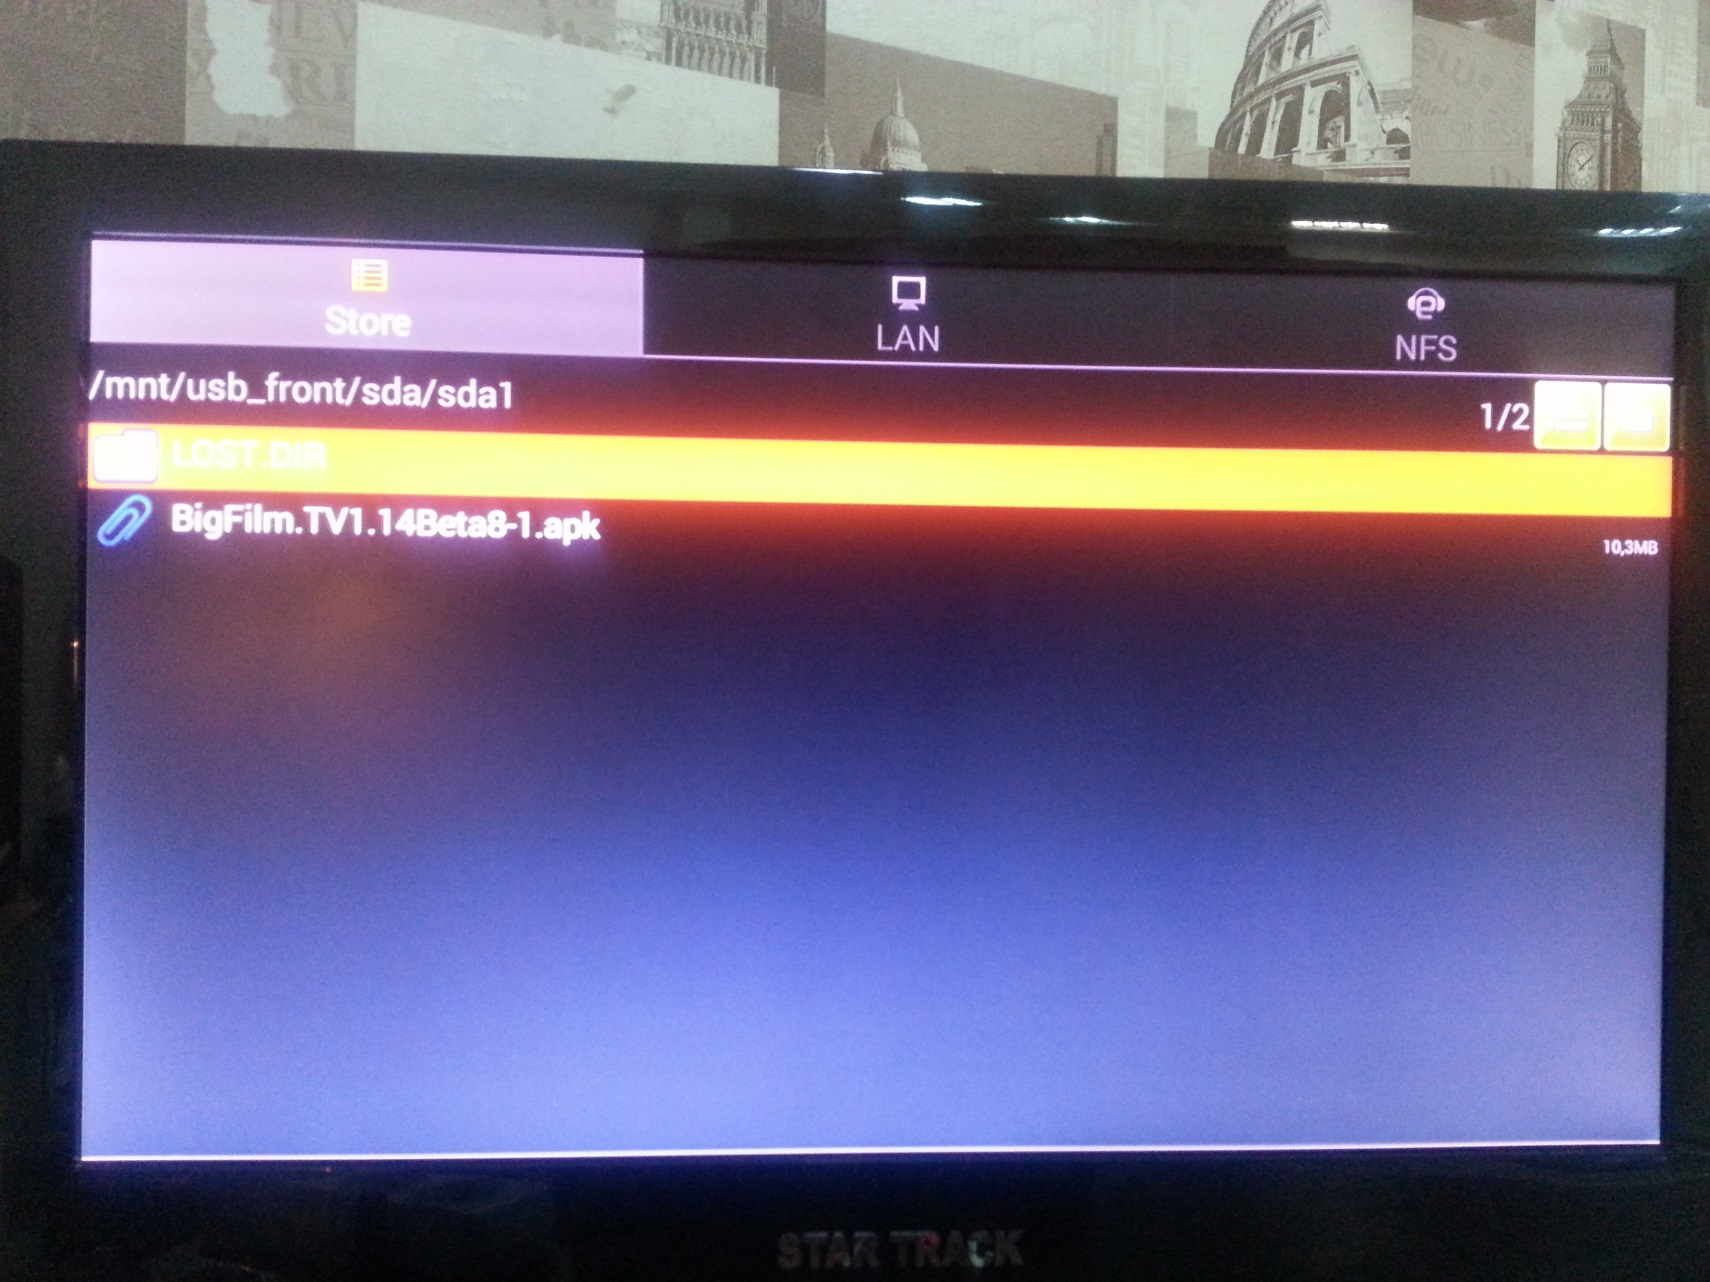 Store
LAN
NFS
/mnt/usb_front/sda/sda1
1/2
LOST.DIR
BigFilm.TV1.14Beta8-1.apk
10,3MB
STAR TRACK